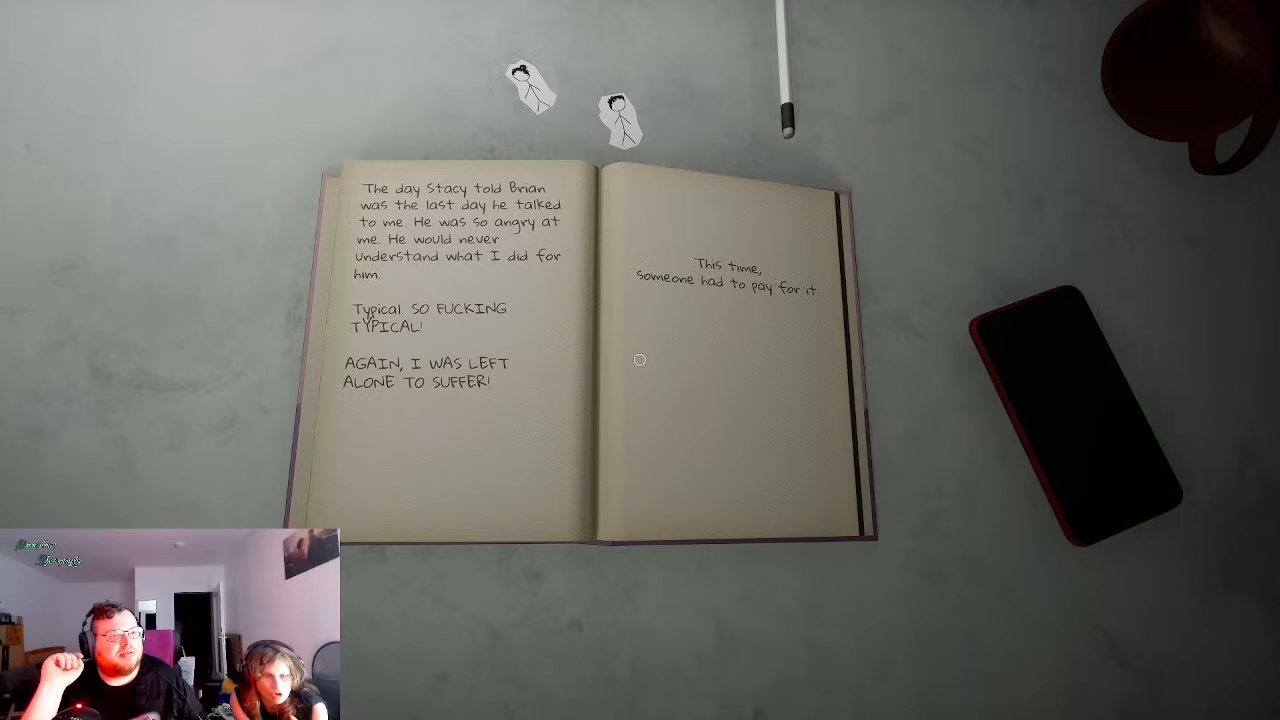 The day Stacy told Brian
was the last day he talked
to me. He was so angry at
me. He would never
understand what I did for
him.
Typical. SO FUCKING
TYPICAL!
AGAIN, I WAS LEFT
ALONE TO SUFFER!
This time,
someone had to pay for it